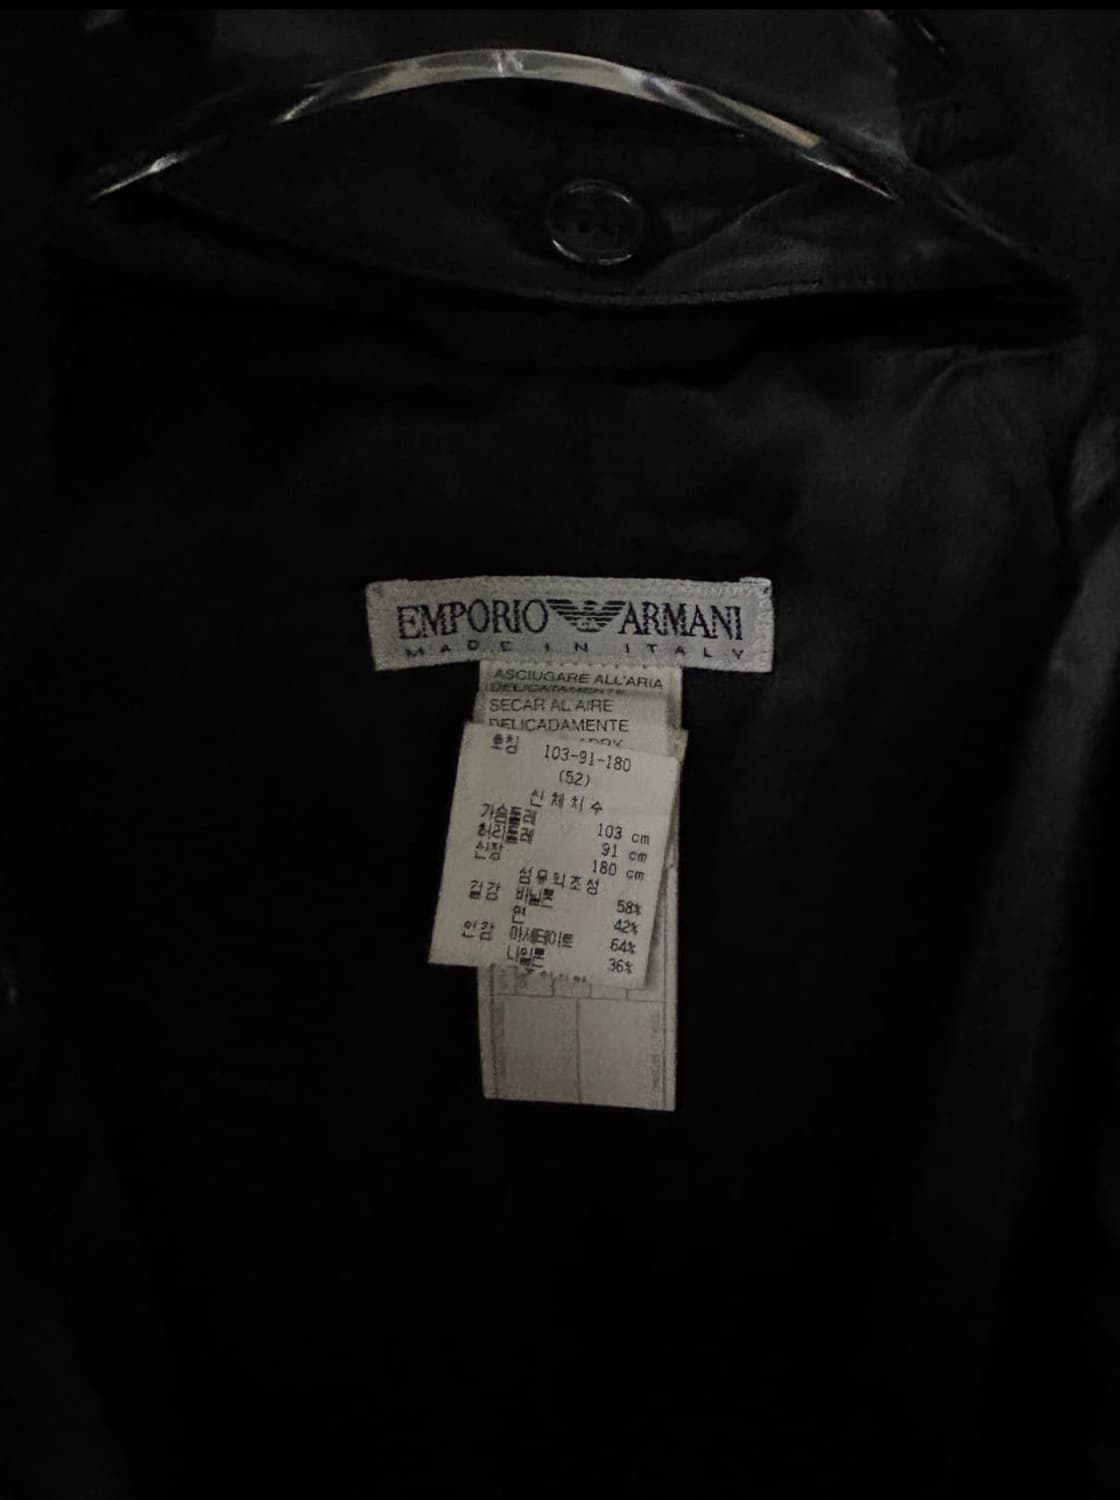 EMPORIO ARMANI
MADE IN ITALY
ASCIUGARE ALL'ARIA
DELICATAMENTE
SECAR AL AIRE
DELICADAMENTE
호칭 103-91-180
(52)
신체치수
가슴둘레 103 cm
허리둘레 91 cm
신장 180 cm
섬유의조성
겉감 비닐론 58%
면 42%
안감 아세테이트 64%
나일론 36%